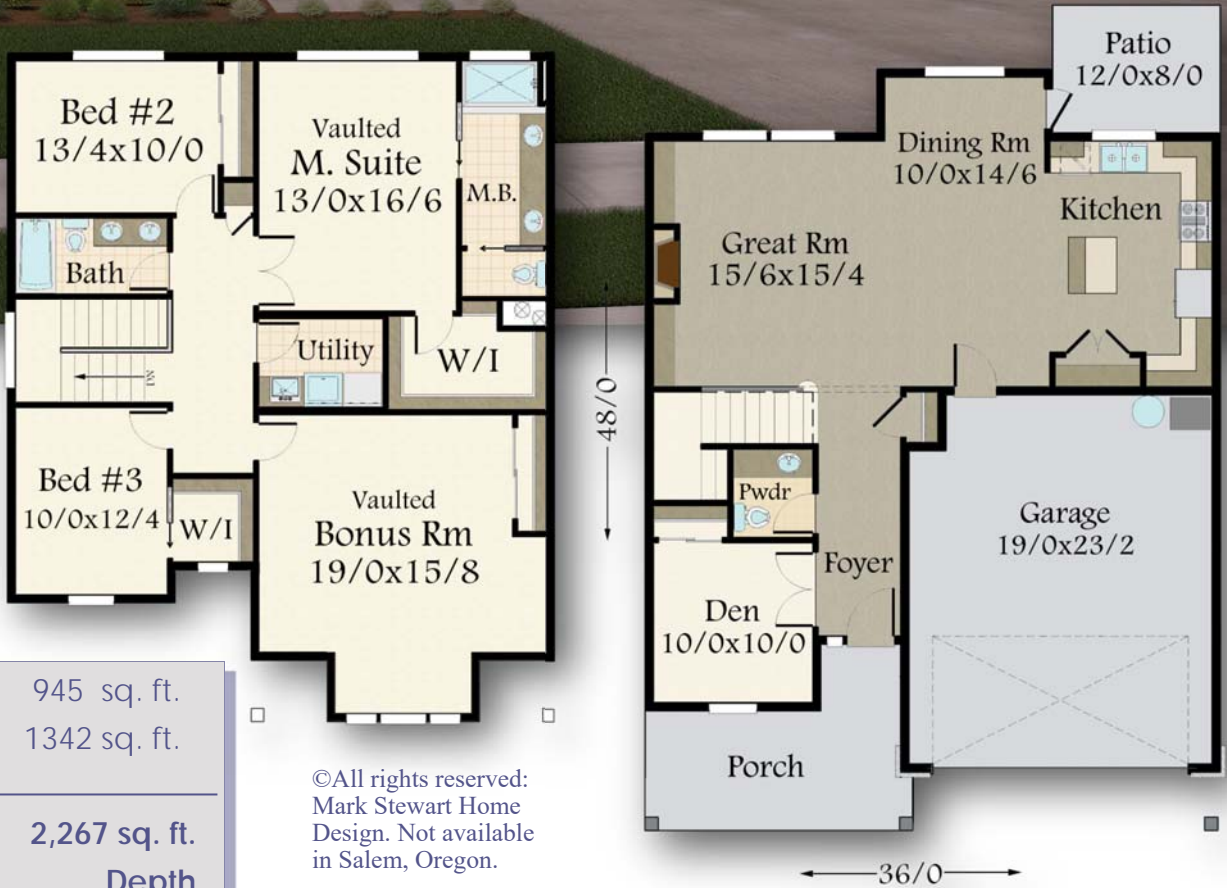 Bed #2
13/4x10/0
Vaulted
M. Suite
13/0x16/6
M.B.
Bath
Utility
W/I
Bed #3
10/0x12/4
W/I
Vaulted
Bonus Rm
19/0x15/8
945 sq. ft.
1342 sq. ft.
2,267 sq. ft.
Depth
©All rights reserved:
Mark Stewart Home
Design. Not available
in Salem, Oregon.
48/0
Patio
12/0x8/0
Dining Rm
10/0x14/6
Kitchen
Great Rm
15/6x15/4
Pwdr
Foyer
Garage
19/0x23/2
Den
10/0x10/0
Porch
36/0